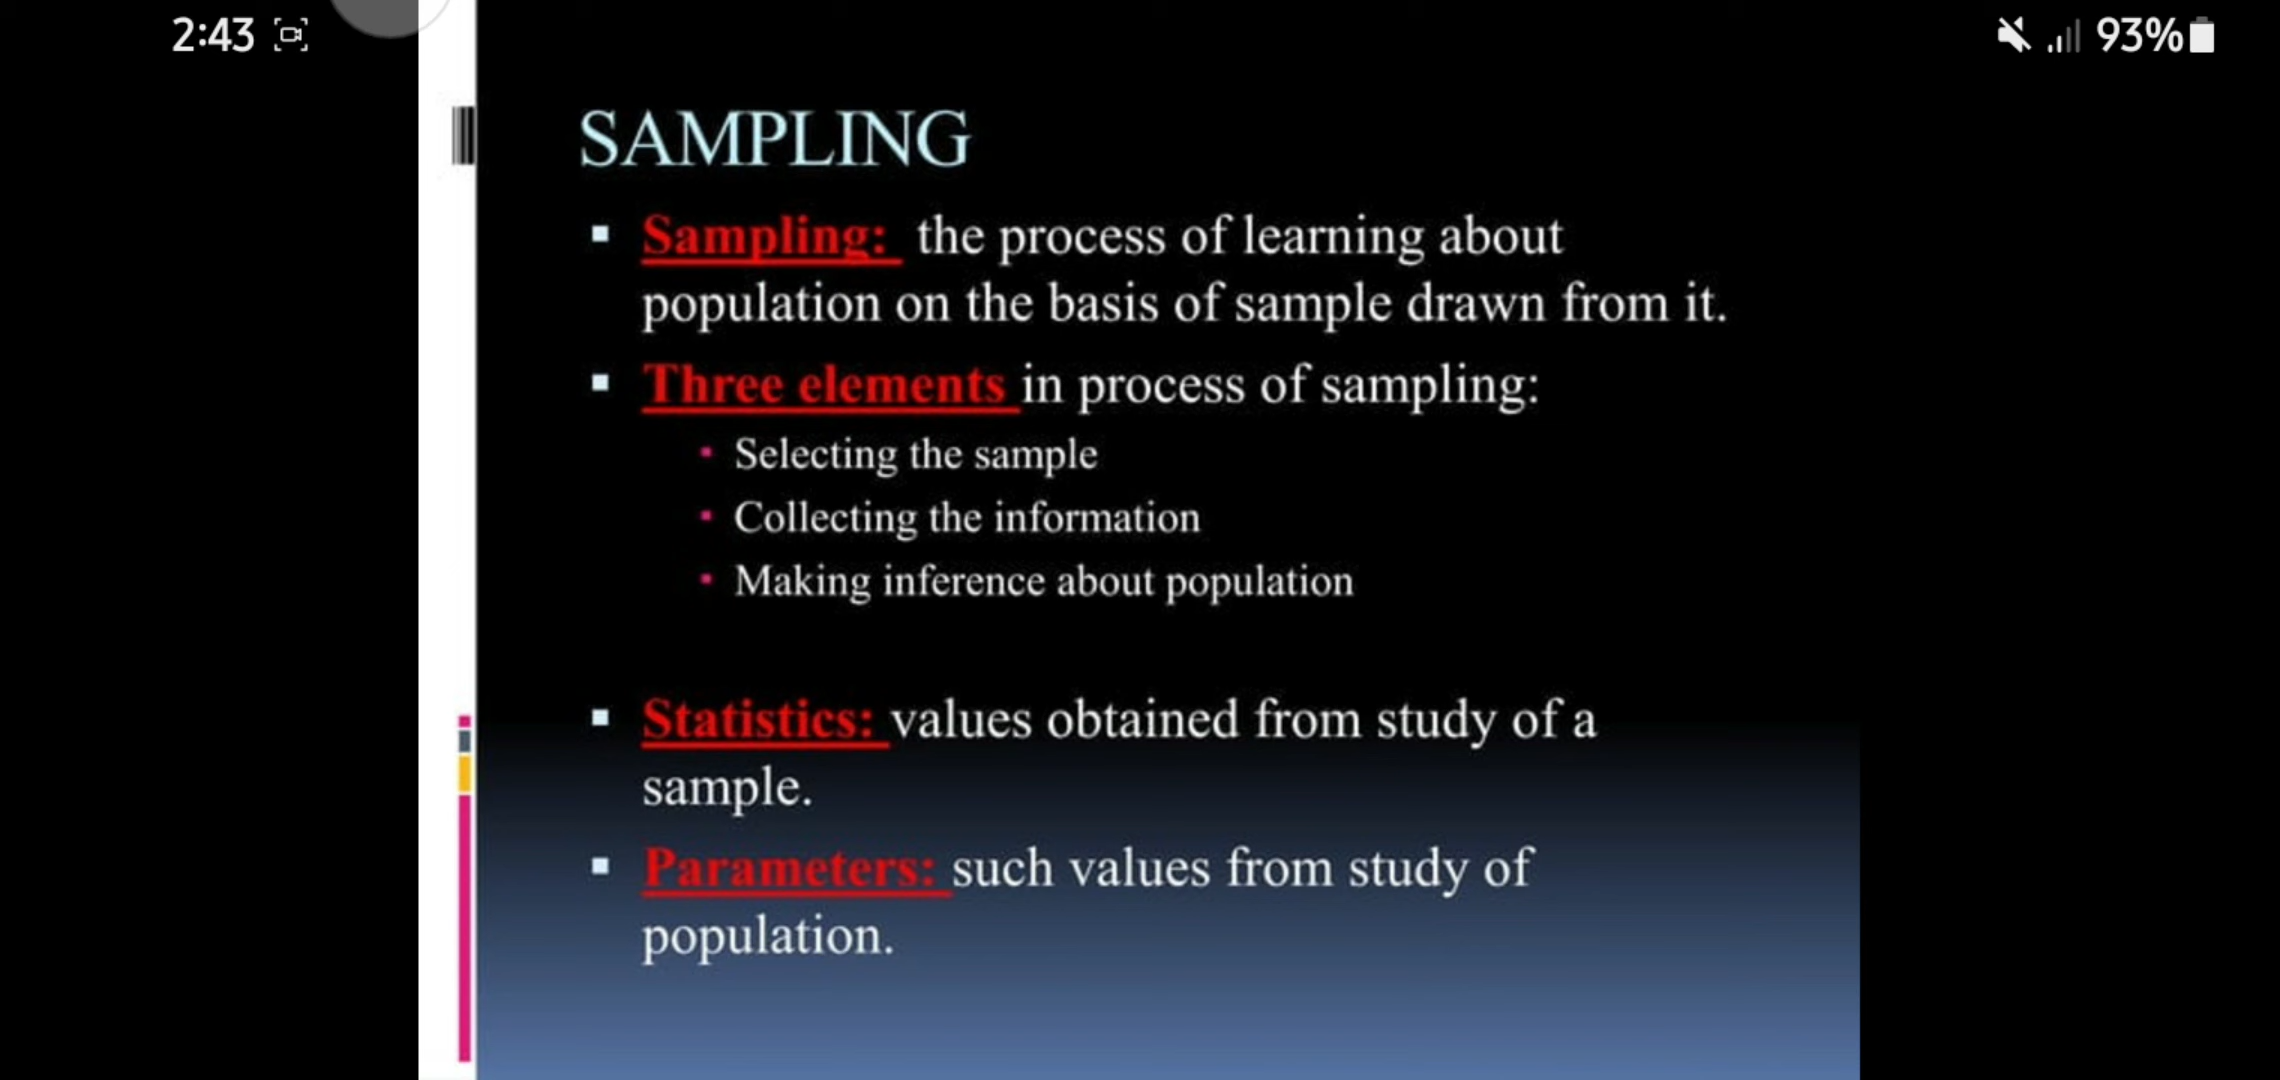 2:43
93%
SAMPLING
Sampling: the process of learning about
population on the basis of sample drawn from it.
Three elements in process of sampling:
Selecting the sample
Collecting the information
Making inference about population
Statistics: values obtained from study of a
sample.
Parameters: such values from study of
population.